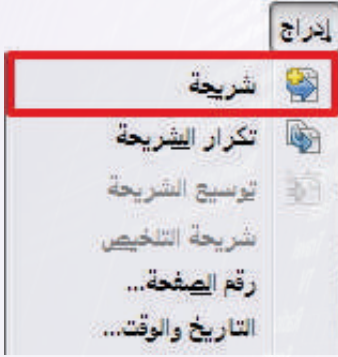 إدراج
شريحة
تكرار الشريحة
توسيع الشريحة
شريحة التلخيص
رقم الصفحة...
التاريخ والوقت...